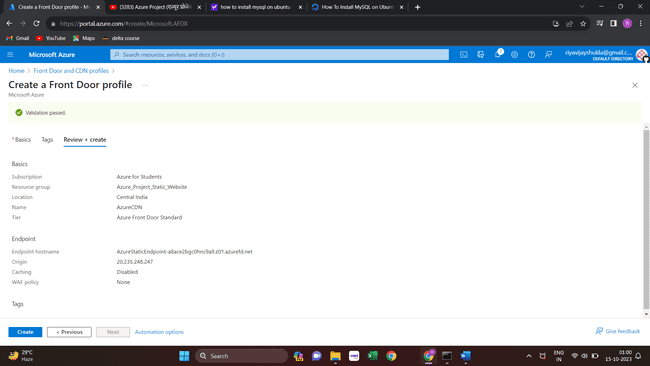 Create a Front Door profile - M
(3283) Azure Project
how to install mysql on ubuntu
How To Install MySQL on Ubun
https://portal.azure.com/#create/Microsoft.AFDX
R
Gmail
YouTube
Maps
delta course
Microsoft Azure
Search resources, services, and docs (G+/)
riyavijayshukla@gmail.c...
DEFAULT DIRECTORY
Home > Front Door and CDN profiles >
Create a Front Door profile ...
Microsoft Azure
Validation passed.
* Basics Tags Review + create
Basics
Subscription Azure for Students
Resource group Azure_Project_Static_Website
Location Central India
Name AzureCDN
Tier Azure Front Door Standard
Endpoint
Endpoint hostname AzureStaticEndpoint-a8ace2bgc0hnc9a9.z01.azurefd.net
Origin 20.235.248.247
Caching Disabled
WAF policy None
Tags
Create < Previous Next Automation options
Give feedback
29°C
Haze
Search
ENG
IN
01:00
15-10-2023